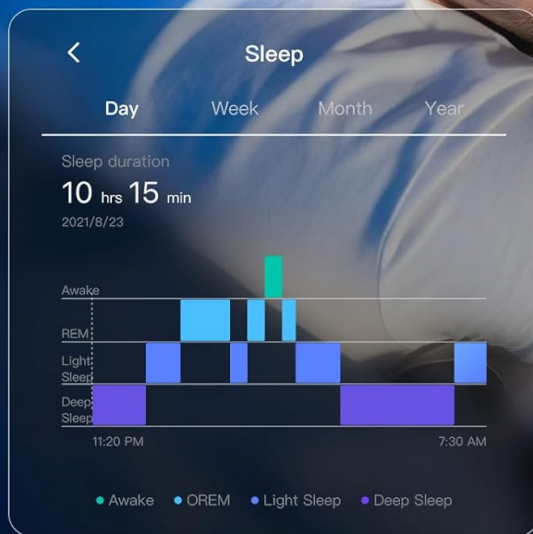 Sleep
Day Week Month Year
Sleep duration
10 hrs 15 min
2021/8/23
Awake
REM
Light
Sleep
Deep
Sleep
11:20 PM 7:30 AM
Awake OREM Light Sleep Deep Sleep